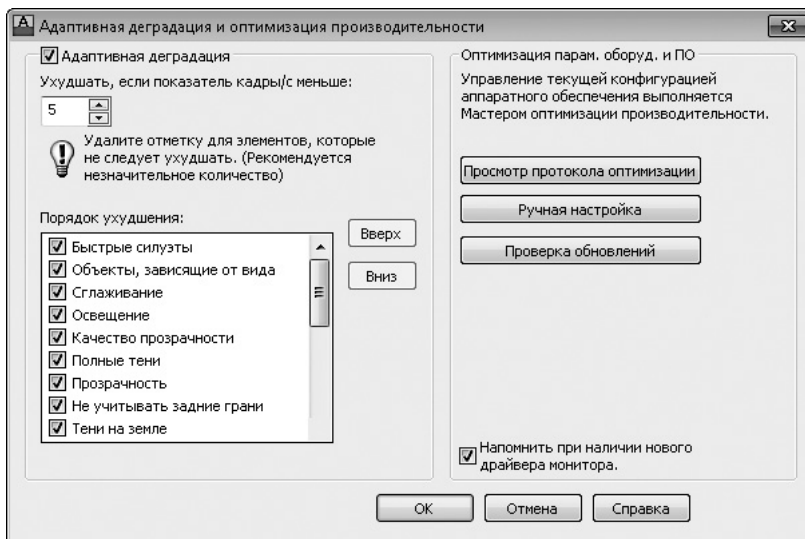 Адаптивная деградация и оптимизация производительности
Адаптивная деградация
Ухудшать, если показатель кадры/с меньше:
5
Удалите отметку для элементов, которые
не следует ухудшать. (Рекомендуется
незначительное количество)
Порядок ухудшения:
Быстрые силуэты
Объекты, зависящие от вида
Сглаживание
Освещение
Качество прозрачности
Полные тени
Прозрачность
Не учитывать задние грани
Тени на земле
Вверх
Вниз
Оптимизация парам. оборуд. и ПО
Управление текущей конфигурацией
аппаратного обеспечения выполняется
Мастером оптимизации производительности.
Просмотр протокола оптимизации
Ручная настройка
Проверка обновлений
Напомнить при наличии нового
драйвера монитора.
ОК
Отмена
Справка